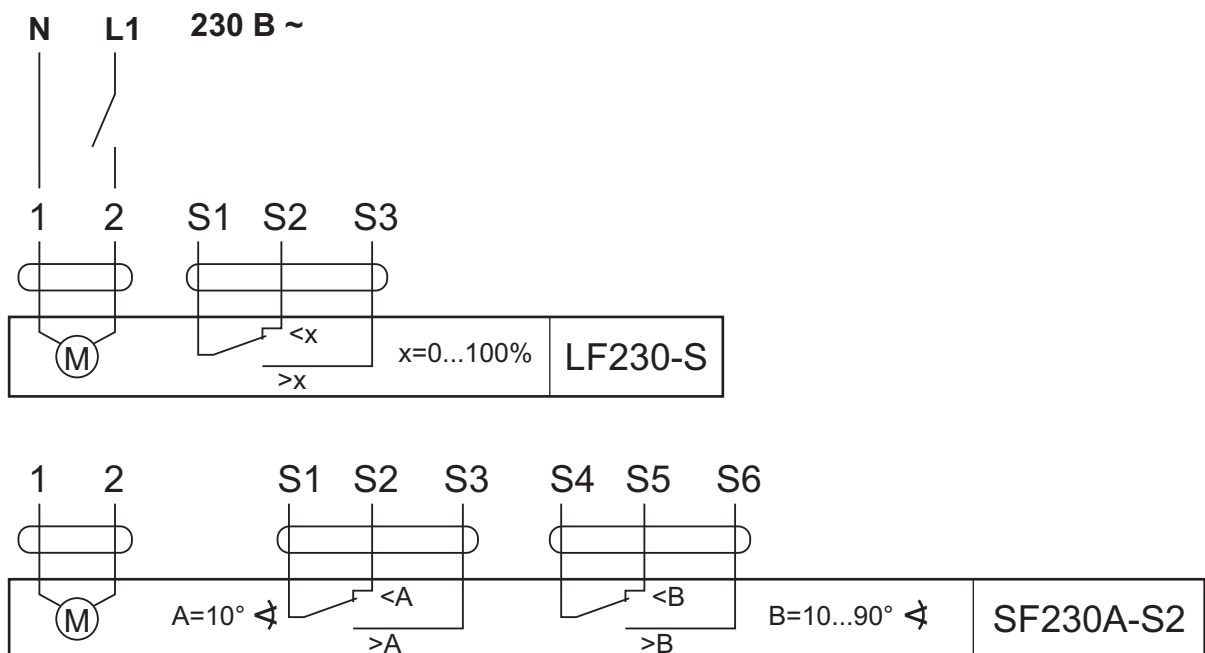 N L1 230 В ~
1 2 S1 S2 S3
<x
M x=0...100% LF230-S
>x
1 2 S1 S2 S3 S4 S5 S6
<A <B
M A=10° ∢ B=10...90° ∢ SF230A-S2
>A >B